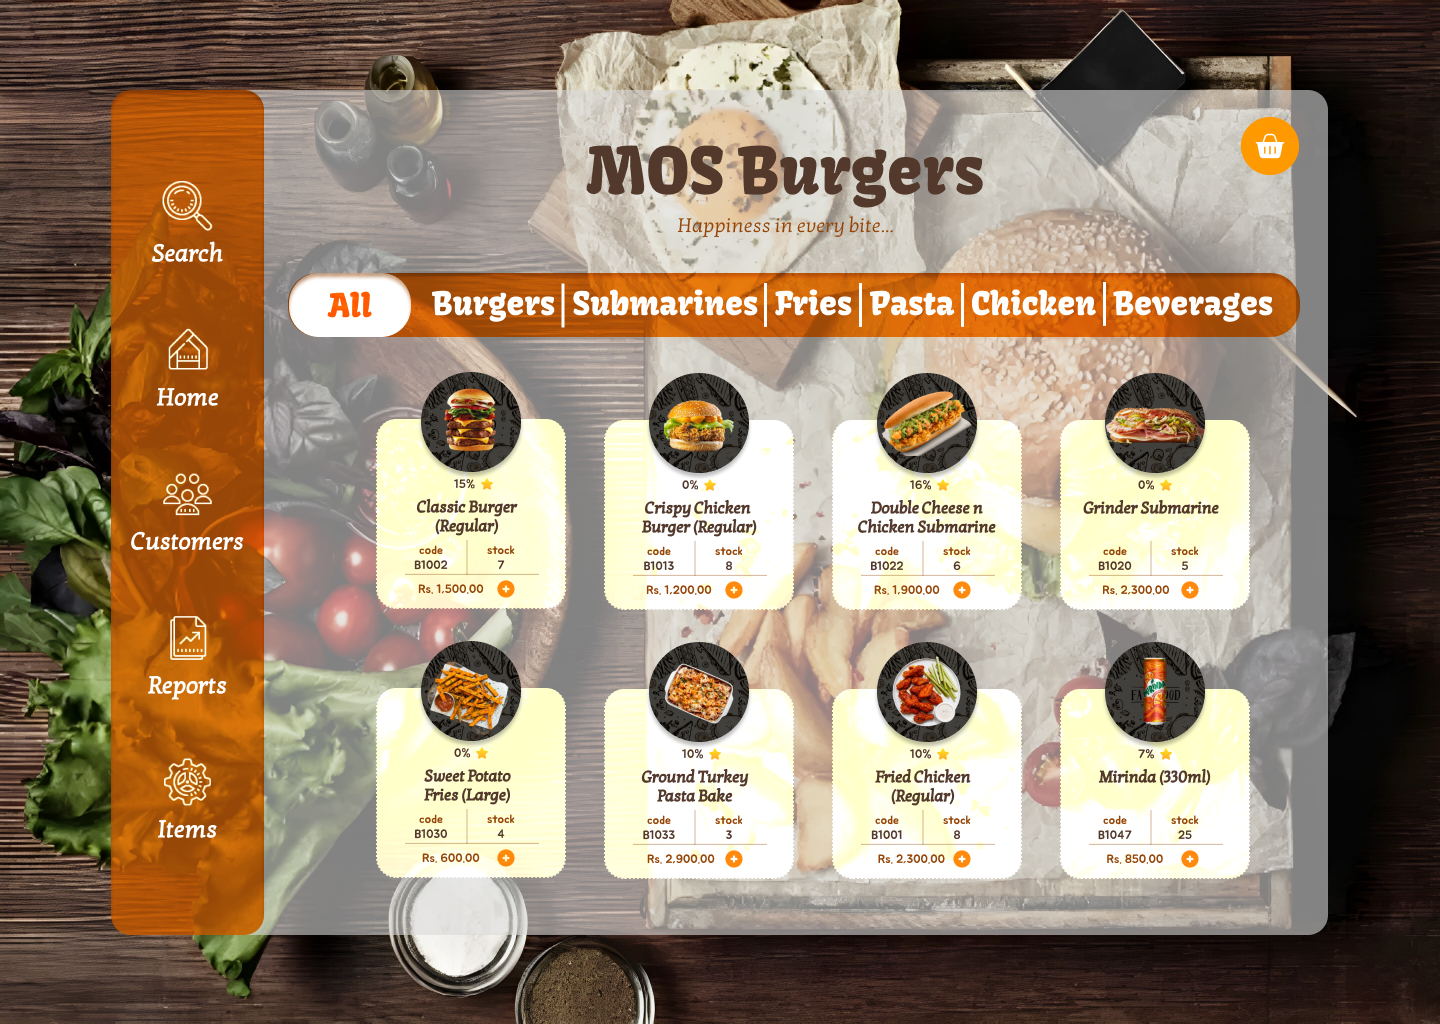 MOS Burgers
Happiness in every bite...
Search
Home
Customers
Reports
Items
All
Burgers
Submarines
Fries
Pasta
Chicken
Beverages
15%
Classic Burger
(Regular)
code
stock
B1002
7
Rs. 1,500.00
0%
Crispy Chicken
Burger (Regular)
code
stock
B1013
8
Rs. 1,200.00
16%
Double Cheese n
Chicken Submarine
code
stock
B1022
6
Rs. 1,900.00
0%
Grinder Submarine
code
stock
B1020
5
Rs. 2,300.00
0%
Sweet Potato
Fries (Large)
code
stock
B1030
4
Rs. 600.00
10%
Ground Turkey
Pasta Bake
code
stock
B1033
3
Rs. 2,900.00
10%
Fried Chicken
(Regular)
code
stock
B1001
8
Rs. 2,300.00
7%
Mirinda (330ml)
code
stock
B1047
25
Rs. 850.00